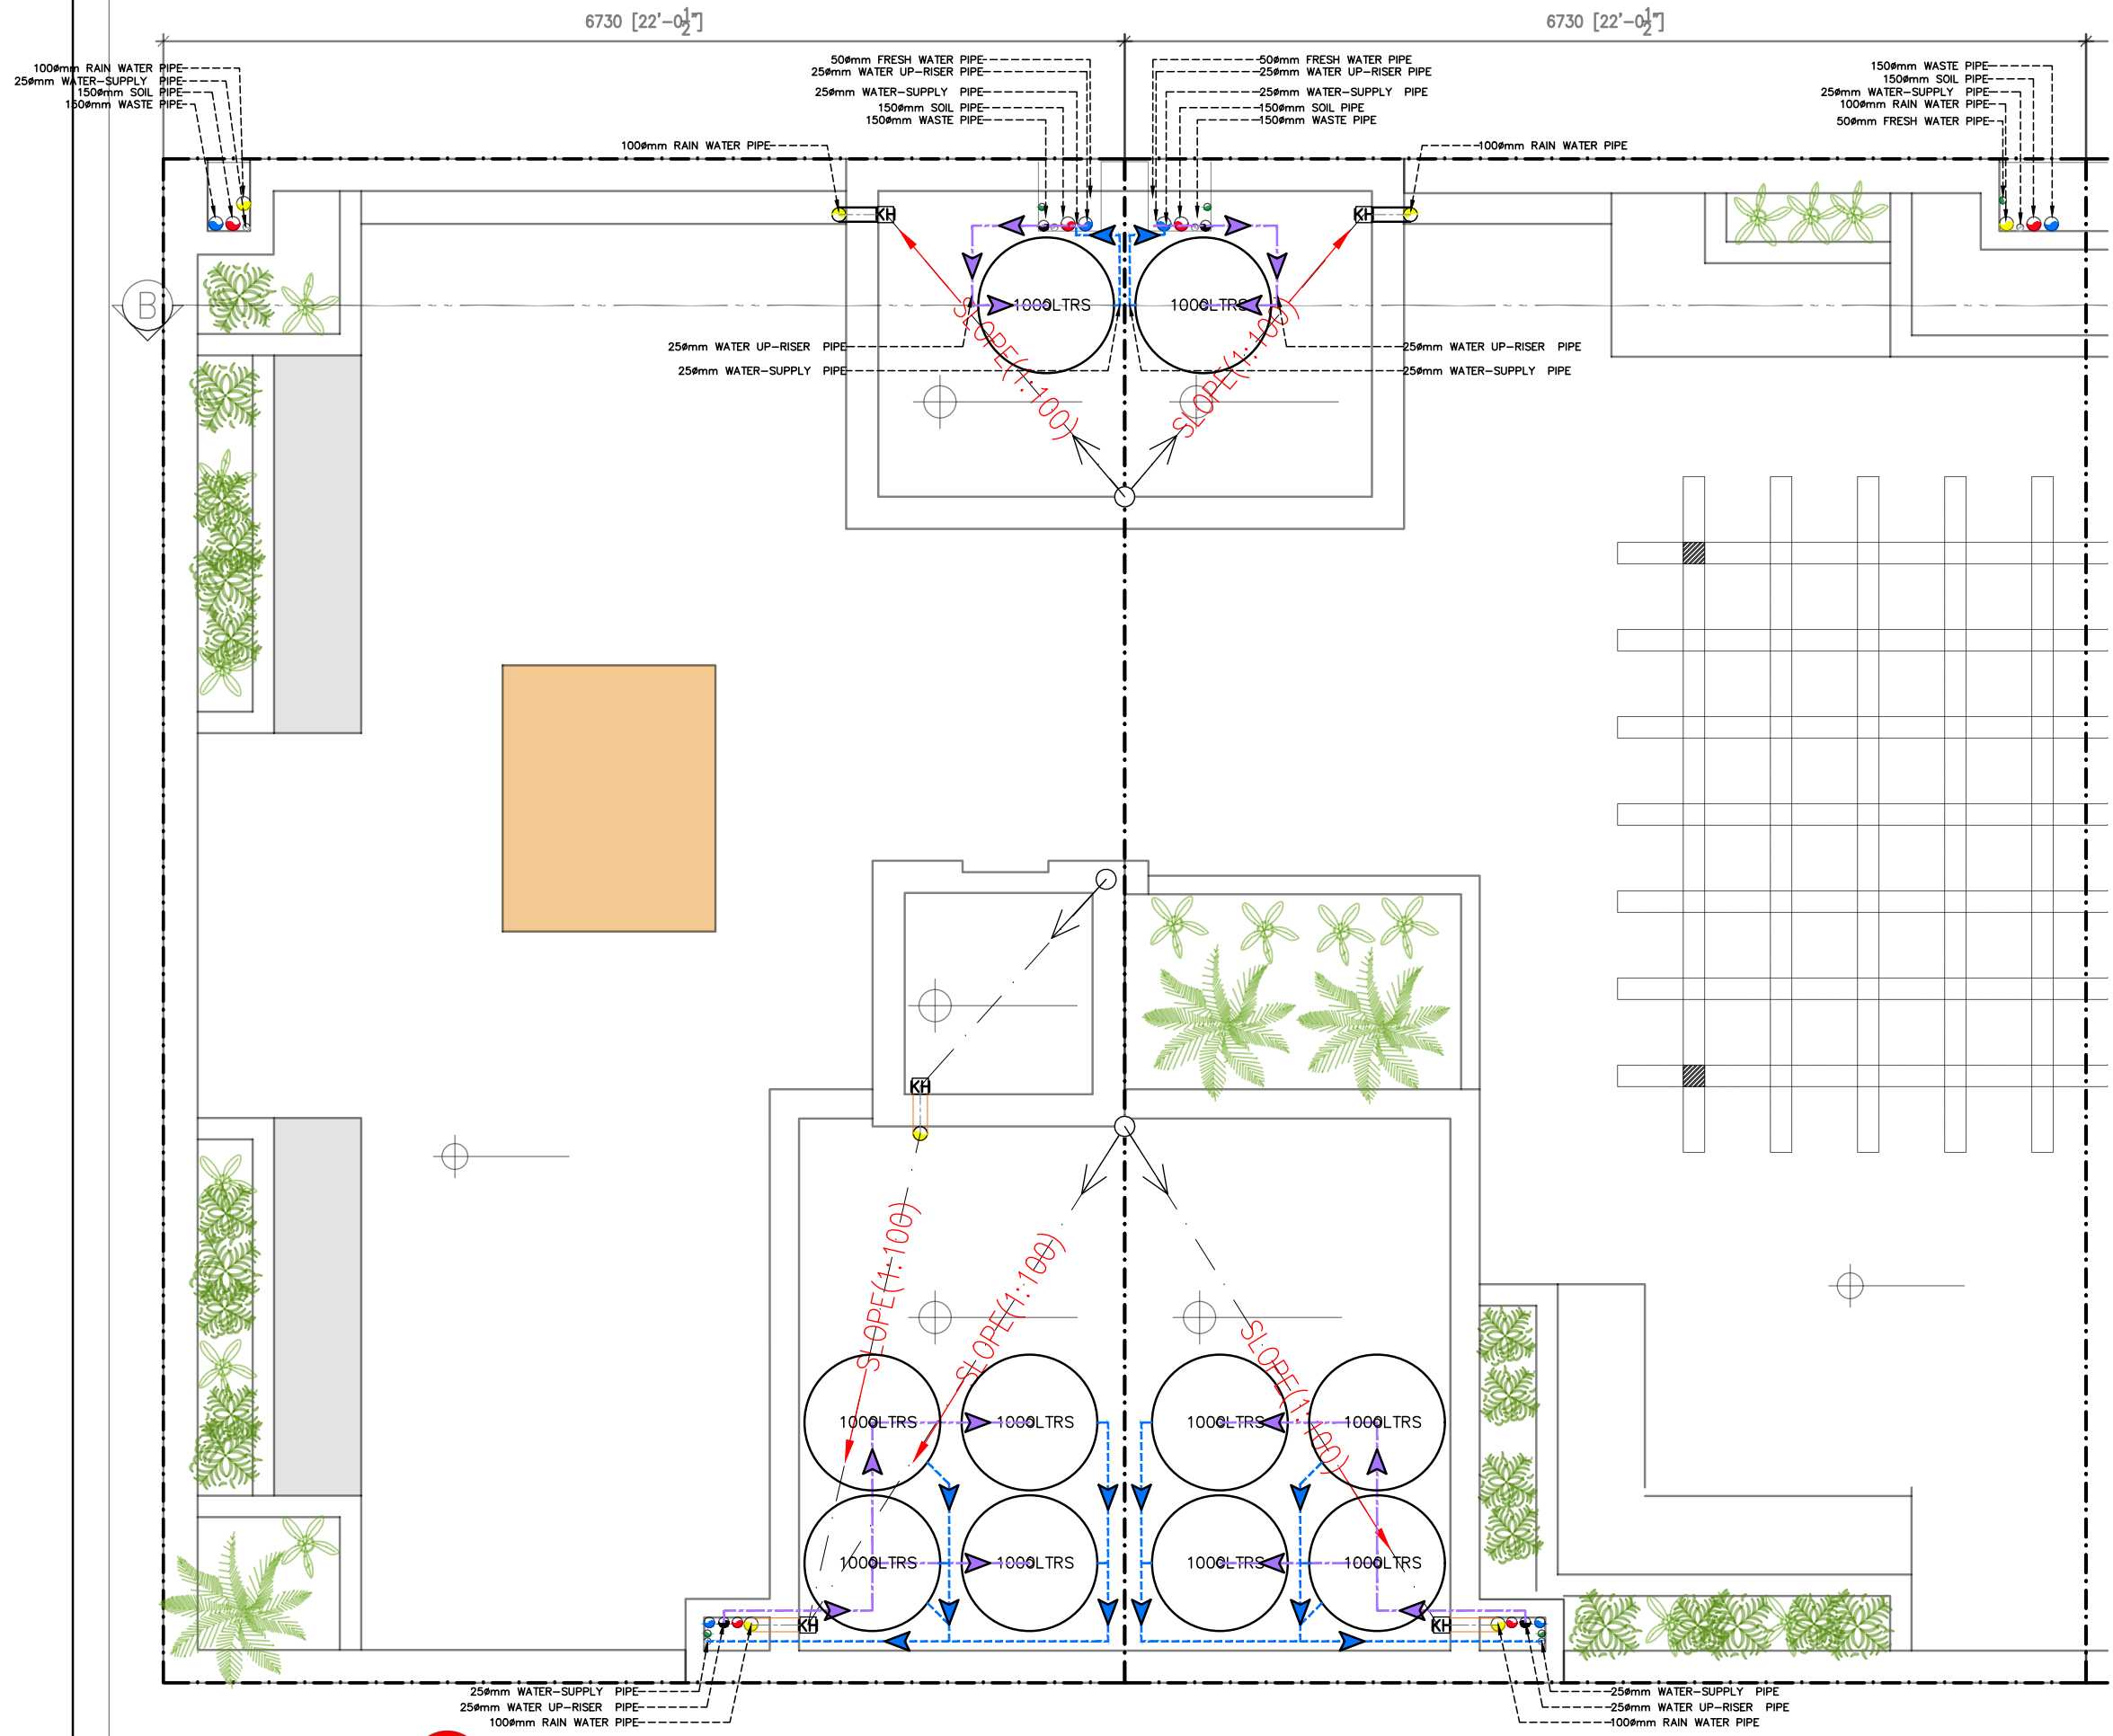 6730 [22'-0½"]
6730 [22'-0½"]
100ømm RAIN WATER PIPE
25ømm WATER-SUPPLY PIPE
150ømm SOIL PIPE
150ømm WASTE PIPE
50ømm FRESH WATER PIPE
25ømm WATER UP-RISER PIPE
25ømm WATER-SUPPLY PIPE
150ømm SOIL PIPE
150ømm WASTE PIPE
50ømm FRESH WATER PIPE
25ømm WATER UP-RISER PIPE
25ømm WATER-SUPPLY PIPE
150ømm SOIL PIPE
150ømm WASTE PIPE
150ømm WASTE PIPE
150ømm SOIL PIPE
25ømm WATER-SUPPLY PIPE
100ømm RAIN WATER PIPE
50ømm FRESH WATER PIPE
100ømm RAIN WATER PIPE
100ømm RAIN WATER PIPE
KH
KH
B
1000LTRS
1000LTRS
SLOPE(1:100)
SLOPE(1:100)
25ømm WATER UP-RISER PIPE
25ømm WATER-SUPPLY PIPE
25ømm WATER UP-RISER PIPE
25ømm WATER-SUPPLY PIPE
KH
SLOPE(1:100)
SLOPE(1:100)
SLOPE(1:100)
1000LTRS
1000LTRS
1000LTRS
1000LTRS
1000LTRS
1000LTRS
1000LTRS
1000LTRS
KH
KH
25ømm WATER-SUPPLY PIPE
25ømm WATER UP-RISER PIPE
100ømm RAIN WATER PIPE
25ømm WATER-SUPPLY PIPE
25ømm WATER UP-RISER PIPE
100ømm RAIN WATER PIPE